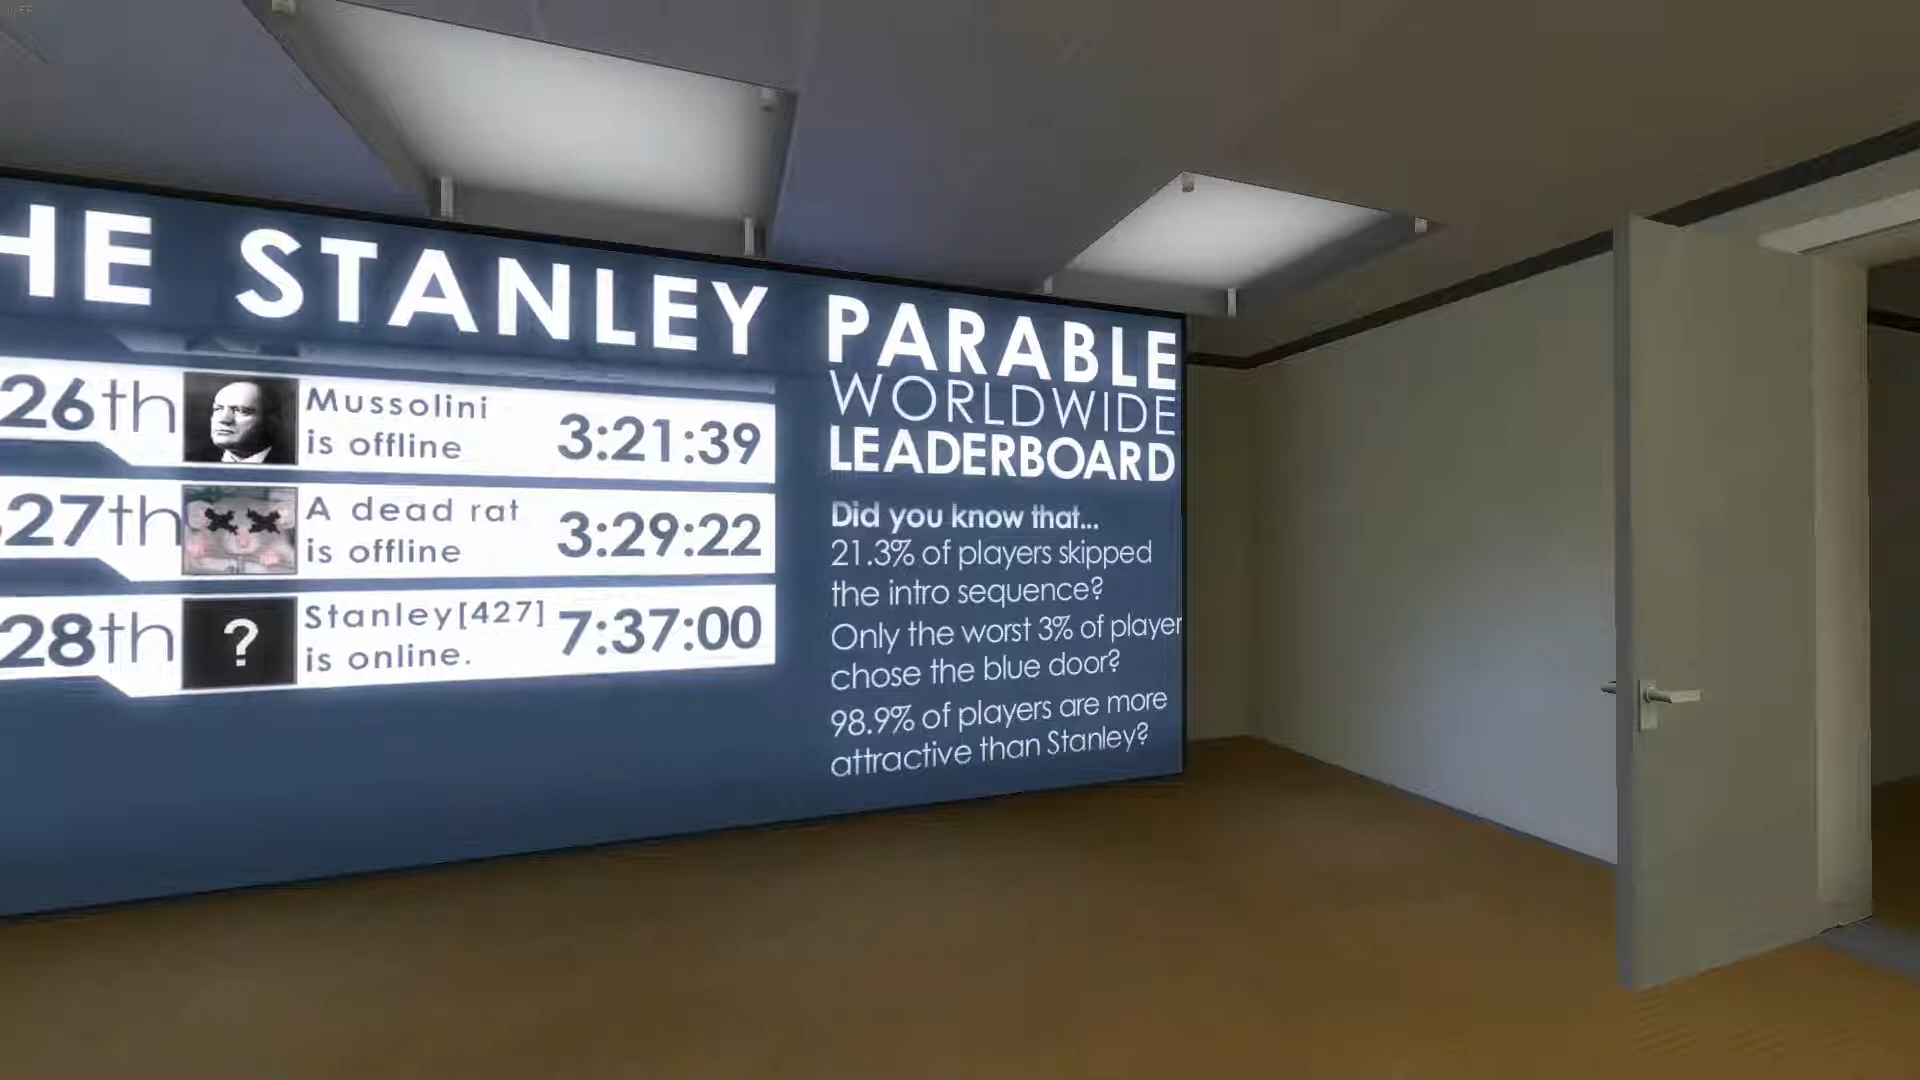 HE STANLEY PARABLE
WORLDWIDE
LEADERBOARD
26th Mussolini
is offline
3:21:39
27th A dead rat
is offline
3:29:22
28th ? Stanley[427]
is online.
7:37:00
Did you know that...
21.3% of players skipped
the intro sequence?
Only the worst 3% of player
chose the blue door?
98.9% of players are more
attractive than Stanley?